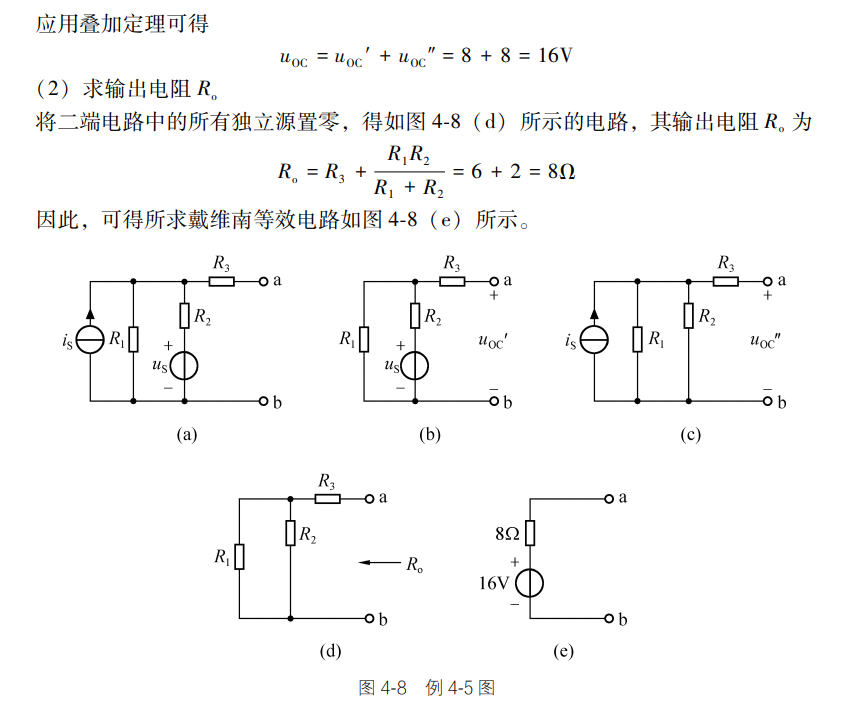 应用叠加定理可得
u_OC = u_OC′ + u_OC″ = 8 + 8 = 16V
（2）求输出电阻 R_o
将二端电路中的所有独立源置零，得如图 4-8（d）所示的电路，其输出电阻 R_o 为
R_o = R_3 + R_1R_2 / (R_1 + R_2) = 6 + 2 = 8Ω
因此，可得所求戴维南等效电路如图 4-8（e）所示。
R_3 a
R_2
i_S R_1 +
u_S
−
b
(a)
R_3 a
+
R_2
R_1 + u_OC′
u_S
− −
b
(b)
R_3 a
+
R_2
i_S R_1 u_OC″
−
b
(c)
R_3 a
R_2
R_1 R_o
b
(d)
a
8Ω
+
16V
−
b
(e)
图 4-8 例 4-5 图